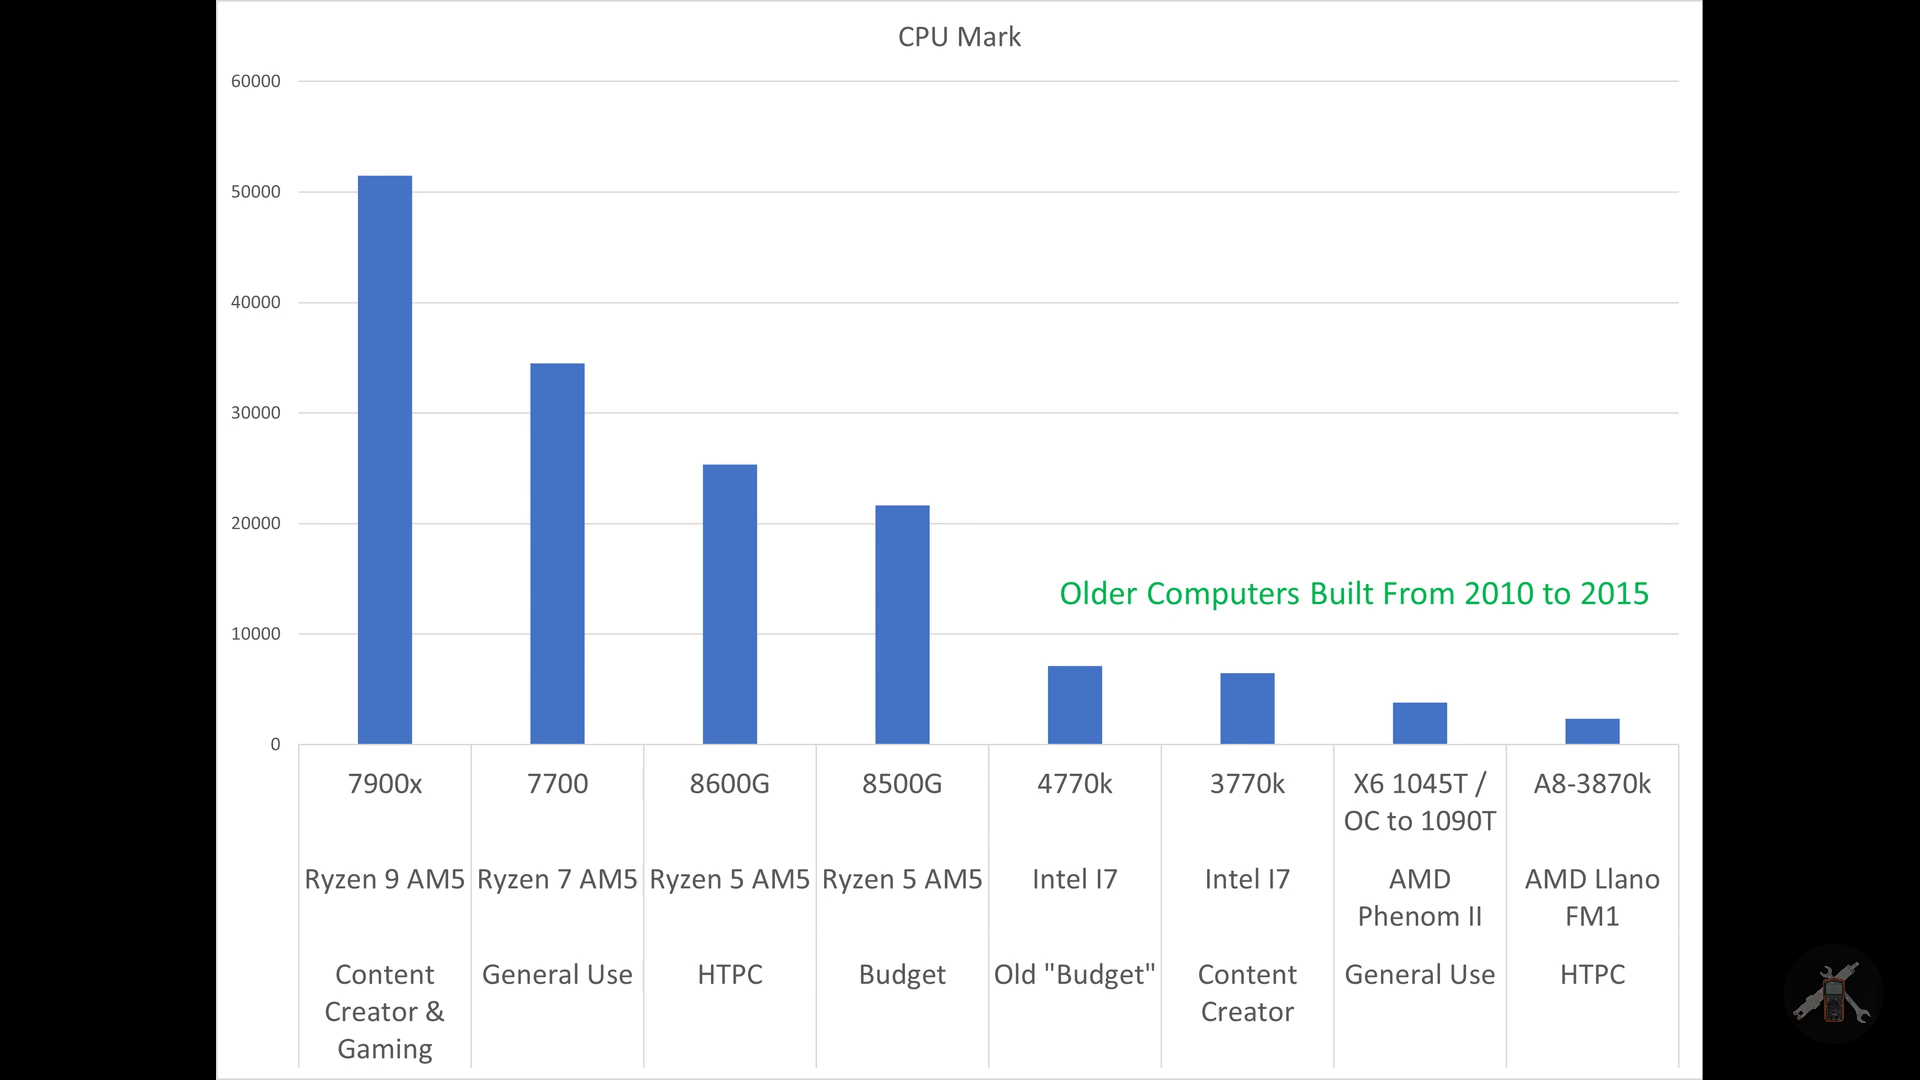 CPU Mark
60000
50000
40000
30000
20000
10000
0
Older Computers Built From 2010 to 2015
7900x
7700
8600G
8500G
4770k
3770k
X6 1045T /
OC to 1090T
A8-3870k
Ryzen 9 AM5
Ryzen 7 AM5
Ryzen 5 AM5
Ryzen 5 AM5
Intel I7
Intel I7
AMD
Phenom II
AMD Llano
FM1
Content
Creator &
Gaming
General Use
HTPC
Budget
Old "Budget"
Content
Creator
General Use
HTPC